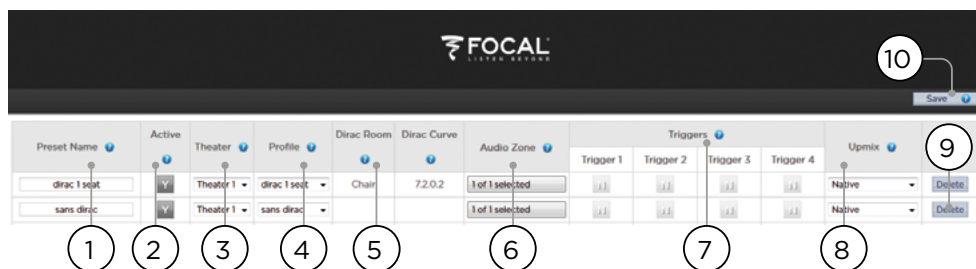 FOCAL
LISTEN BEYOND
10
Save ?
Preset Name ? Active ? Theater ? Profile ? Dirac Room ? Dirac Curve ? Audio Zone ? Triggers ? Upmix ? 9
Trigger 1 Trigger 2 Trigger 3 Trigger 4
dirac 1 seat Y Theater 1 dirac 1 seat Chair 7.2.0.2 1 of 1 selected N N N N Native Delete
sans dirac Y Theater 1 sans dirac 1 of 1 selected N N N N Native Delete
1 2 3 4 5 6 7 8